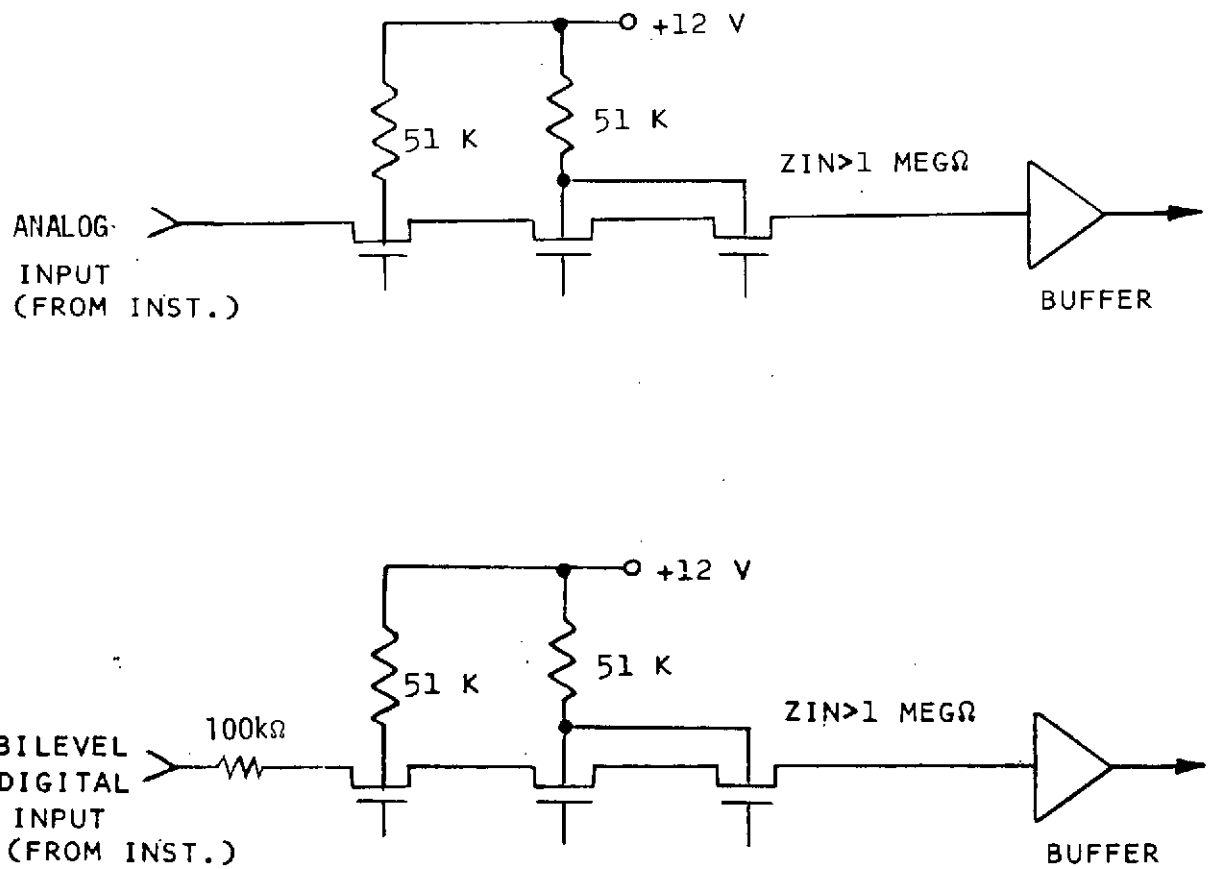 +12 V
51 K
51 K
ZIN>1 MEGΩ
ANALOG
INPUT
(FROM INST.)
BUFFER
+12 V
51 K
51 K
ZIN>1 MEGΩ
100kΩ
BILEVEL
DIGITAL
INPUT
(FROM INST.)
BUFFER